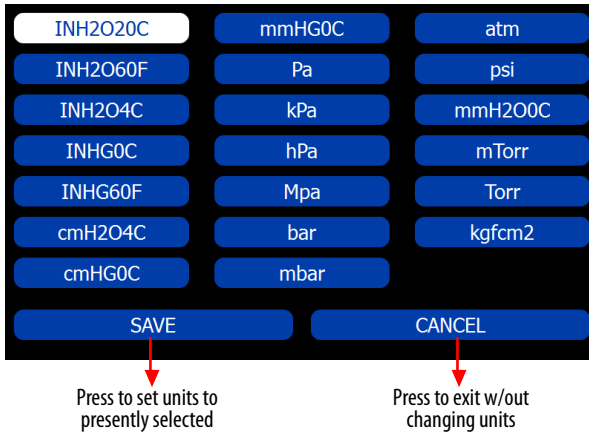 INH2O20C mmHG0C atm
INH2O60F Pa psi
INH2O4C kPa mmH2O0C
INHG0C hPa mTorr
INHG60F Mpa Torr
cmH2O4C bar kgfcm2
cmHG0C mbar
SAVE CANCEL
Press to set units to
presently selected
Press to exit w/out
changing units